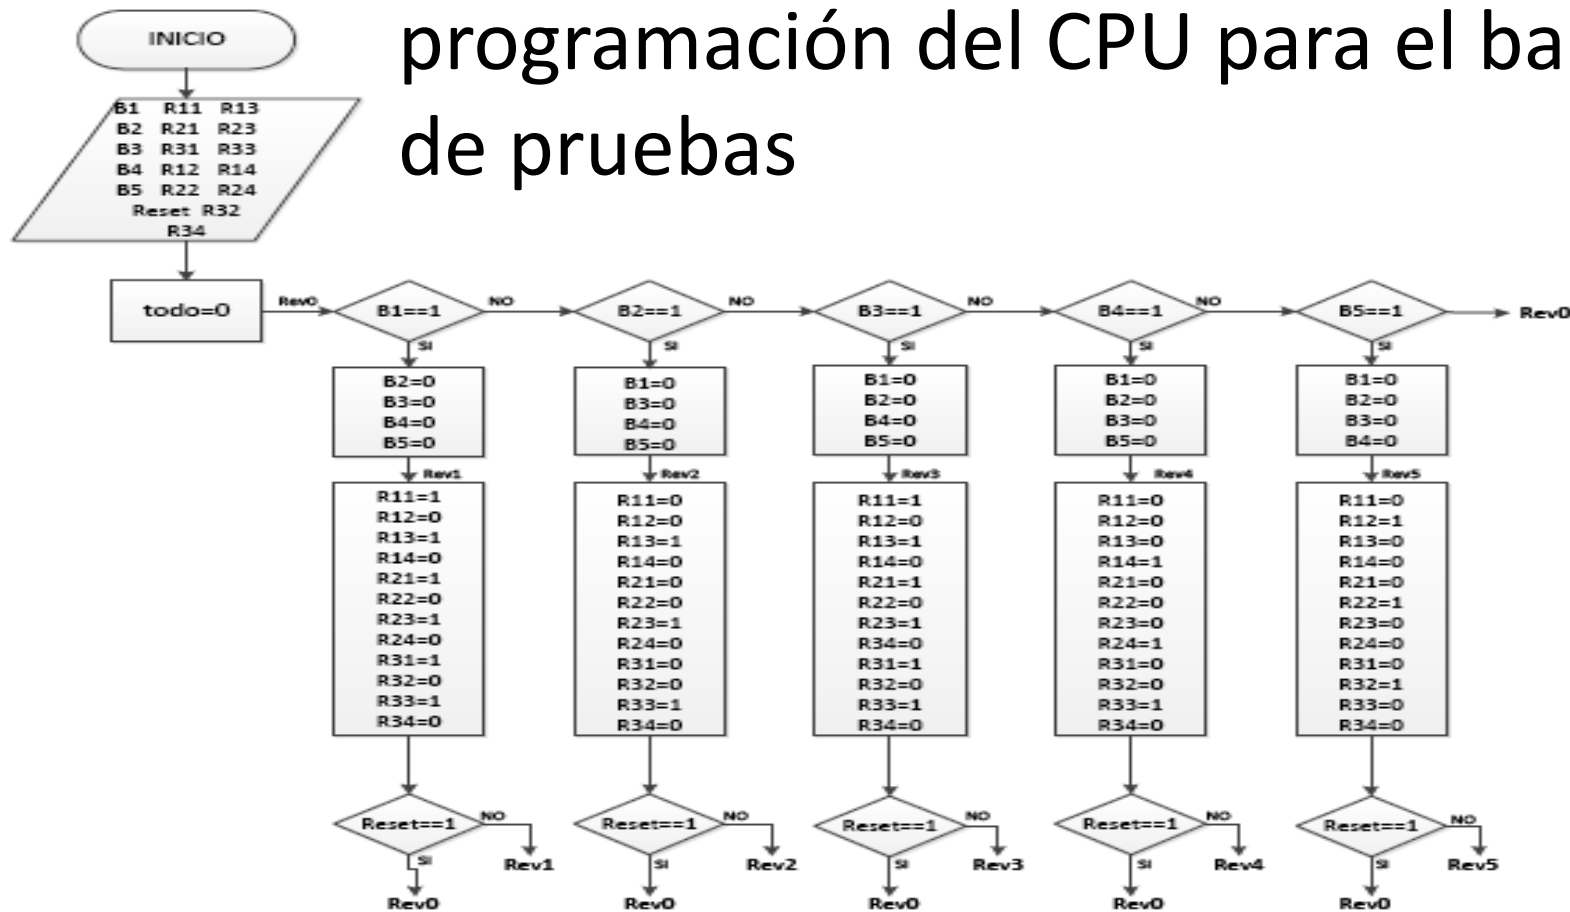 programación del CPU para el ba
de pruebas
INICIO
B1 R11 R13
B2 R21 R23
B3 R31 R33
B4 R12 R14
B5 R22 R24
Reset R32
R34
todo=0
Rev0
B1==1
NO
B2==1
NO
B3==1
NO
B4==1
NO
B5==1
Rev0
SI
SI
SI
SI
SI
B2=0
B3=0
B4=0
B5=0
B1=0
B3=0
B4=0
B5=0
B1=0
B2=0
B4=0
B5=0
B1=0
B2=0
B3=0
B5=0
B1=0
B2=0
B3=0
B4=0
Rev1
Rev2
Rev3
Rev4
Rev5
R11=1
R12=0
R13=1
R14=0
R21=1
R22=0
R23=1
R24=0
R31=1
R32=0
R33=1
R34=0
R11=0
R12=0
R13=1
R14=0
R21=0
R22=0
R23=1
R24=0
R31=0
R32=0
R33=1
R34=0
R11=1
R12=0
R13=1
R14=0
R21=1
R22=0
R23=1
R34=0
R31=1
R32=0
R33=1
R34=0
R11=0
R12=0
R13=0
R14=1
R21=0
R22=0
R23=0
R24=1
R31=0
R32=0
R33=1
R34=0
R11=0
R12=1
R13=0
R14=0
R21=0
R22=1
R23=0
R24=0
R31=0
R32=1
R33=0
R34=0
Reset==1
NO
Rev1
SI
Rev0
Reset==1
NO
Rev2
SI
Rev0
Reset==1
NO
Rev3
SI
Rev0
Reset==1
NO
Rev4
SI
Rev0
Reset==1
NO
Rev5
SI
Rev0